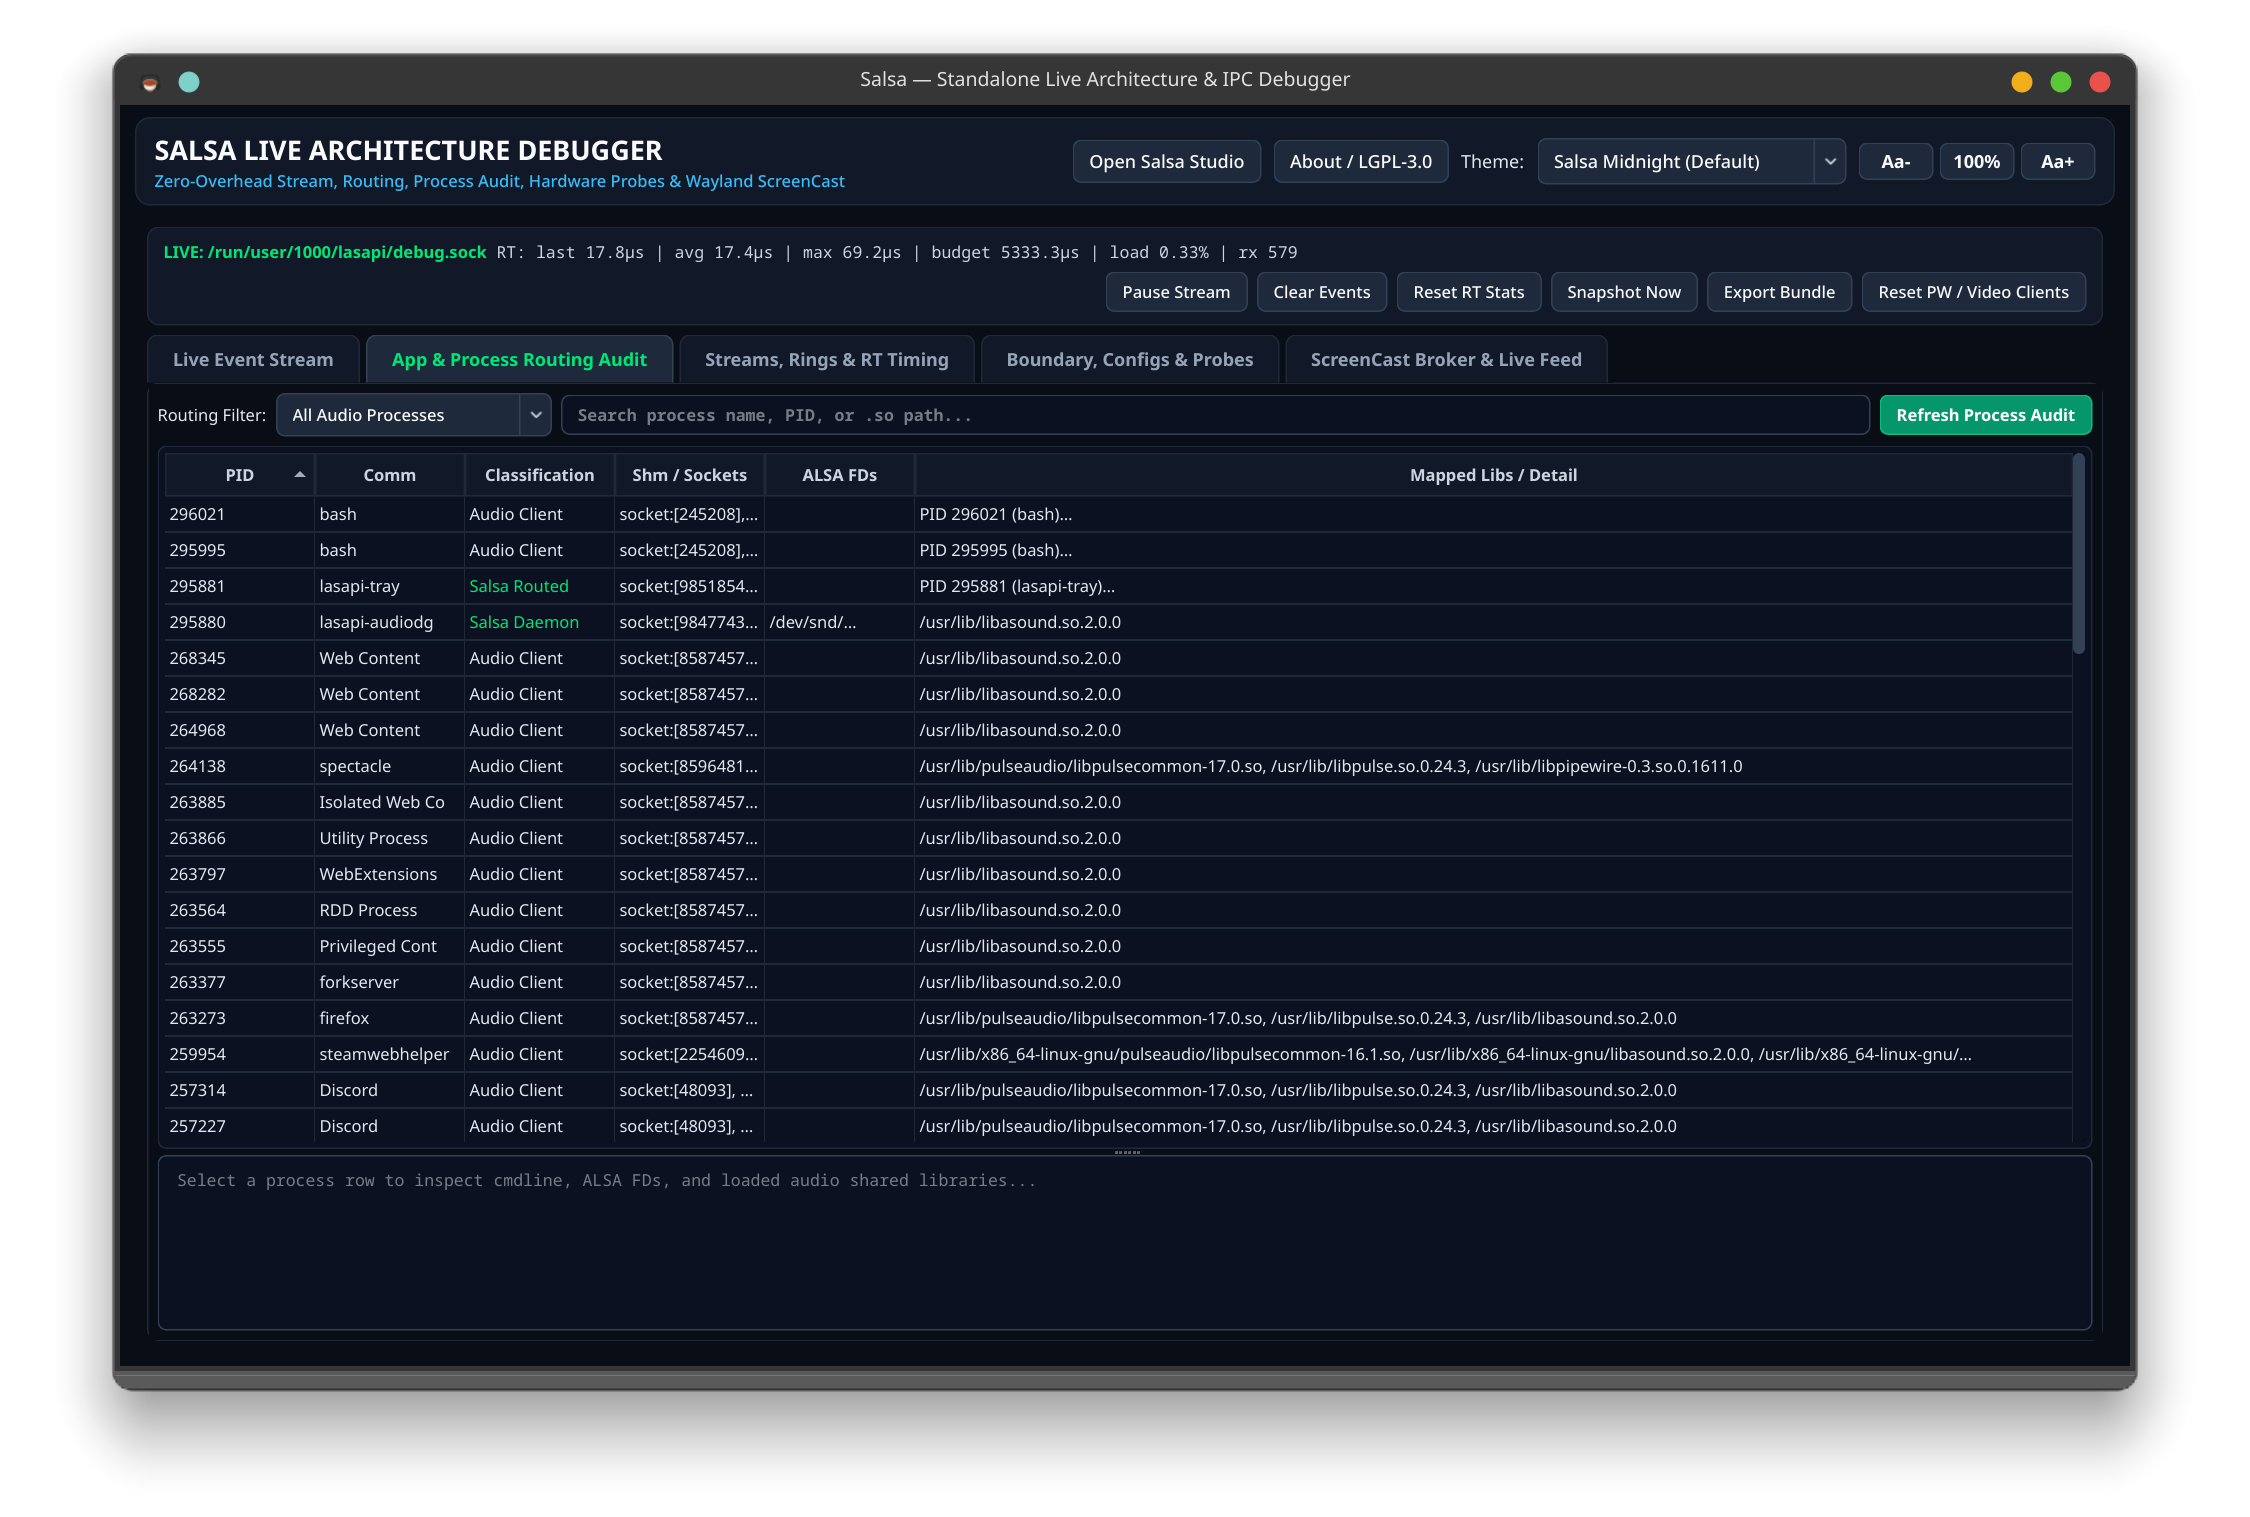 Salsa — Standalone Live Architecture & IPC Debugger
SALSA LIVE ARCHITECTURE DEBUGGER
Zero-Overhead Stream, Routing, Process Audit, Hardware Probes & Wayland ScreenCast
Open Salsa Studio
About / LGPL-3.0
Theme:
Salsa Midnight (Default)
Aa-
100%
Aa+
LIVE: /run/user/1000/lasapi/debug.sock RT: last 17.8µs | avg 17.4µs | max 69.2µs | budget 5333.3µs | load 0.33% | rx 579
Pause Stream
Clear Events
Reset RT Stats
Snapshot Now
Export Bundle
Reset PW / Video Clients
Live Event Stream
App & Process Routing Audit
Streams, Rings & RT Timing
Boundary, Configs & Probes
ScreenCast Broker & Live Feed
Routing Filter:
All Audio Processes
Search process name, PID, or .so path...
Refresh Process Audit
PID Comm Classification Shm / Sockets ALSA FDs Mapped Libs / Detail
296021 bash Audio Client socket:[245208],... PID 296021 (bash)...
295995 bash Audio Client socket:[245208],... PID 295995 (bash)...
295881 lasapi-tray Salsa Routed socket:[9851854... PID 295881 (lasapi-tray)...
295880 lasapi-audiodg Salsa Daemon socket:[9847743... /dev/snd/... /usr/lib/libasound.so.2.0.0
268345 Web Content Audio Client socket:[8587457... /usr/lib/libasound.so.2.0.0
268282 Web Content Audio Client socket:[8587457... /usr/lib/libasound.so.2.0.0
264968 Web Content Audio Client socket:[8587457... /usr/lib/libasound.so.2.0.0
264138 spectacle Audio Client socket:[8596481... /usr/lib/pulseaudio/libpulsecommon-17.0.so, /usr/lib/libpulse.so.0.24.3, /usr/lib/libpipewire-0.3.so.0.1611.0
263885 Isolated Web Co Audio Client socket:[8587457... /usr/lib/libasound.so.2.0.0
263866 Utility Process Audio Client socket:[8587457... /usr/lib/libasound.so.2.0.0
263797 WebExtensions Audio Client socket:[8587457... /usr/lib/libasound.so.2.0.0
263564 RDD Process Audio Client socket:[8587457... /usr/lib/libasound.so.2.0.0
263555 Privileged Cont Audio Client socket:[8587457... /usr/lib/libasound.so.2.0.0
263377 forkserver Audio Client socket:[8587457... /usr/lib/libasound.so.2.0.0
263273 firefox Audio Client socket:[8587457... /usr/lib/pulseaudio/libpulsecommon-17.0.so, /usr/lib/libpulse.so.0.24.3, /usr/lib/libasound.so.2.0.0
259954 steamwebhelper Audio Client socket:[2254609... /usr/lib/x86_64-linux-gnu/pulseaudio/libpulsecommon-16.1.so, /usr/lib/x86_64-linux-gnu/libasound.so.2.0.0, /usr/lib/x86_64-linux-gnu/...
257314 Discord Audio Client socket:[48093], ... /usr/lib/pulseaudio/libpulsecommon-17.0.so, /usr/lib/libpulse.so.0.24.3, /usr/lib/libasound.so.2.0.0
257227 Discord Audio Client socket:[48093], ... /usr/lib/pulseaudio/libpulsecommon-17.0.so, /usr/lib/libpulse.so.0.24.3, /usr/lib/libasound.so.2.0.0
Select a process row to inspect cmdline, ALSA FDs, and loaded audio shared libraries...